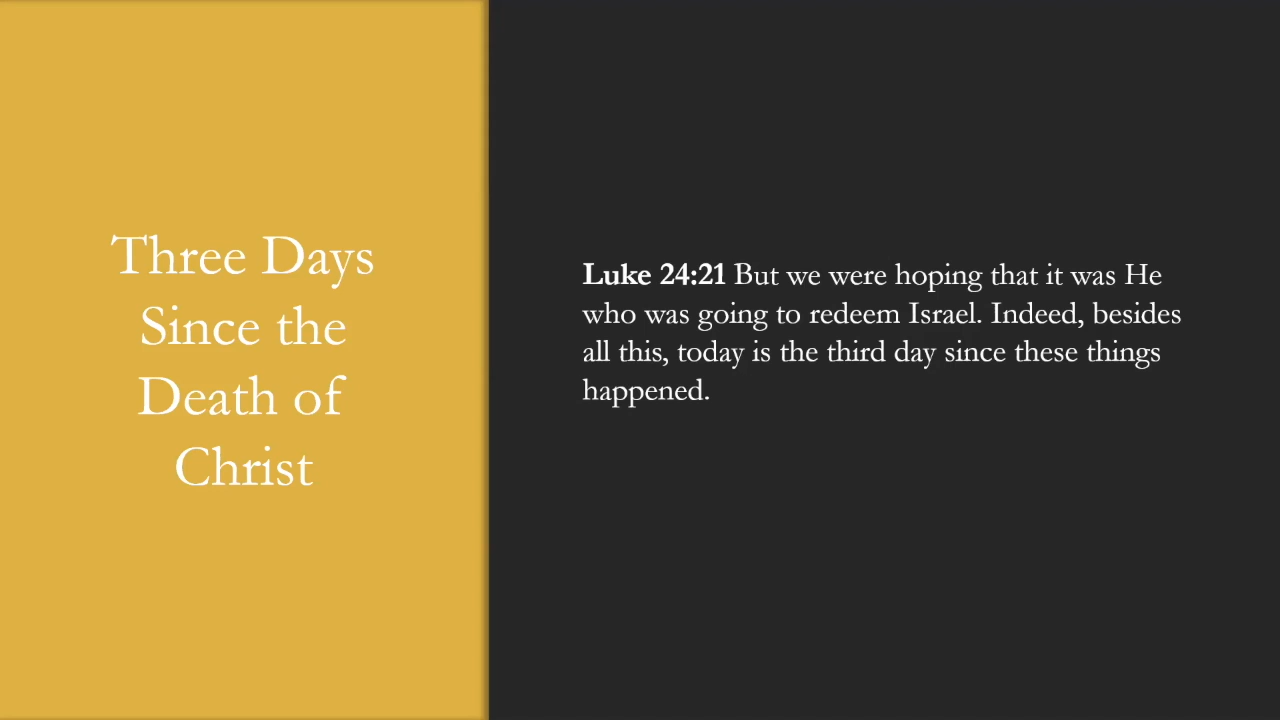 Three Days
Since the
Death of
Christ
Luke 24:21 But we were hoping that it was He
who was going to redeem Israel. Indeed, besides
all this, today is the third day since these things
happened.